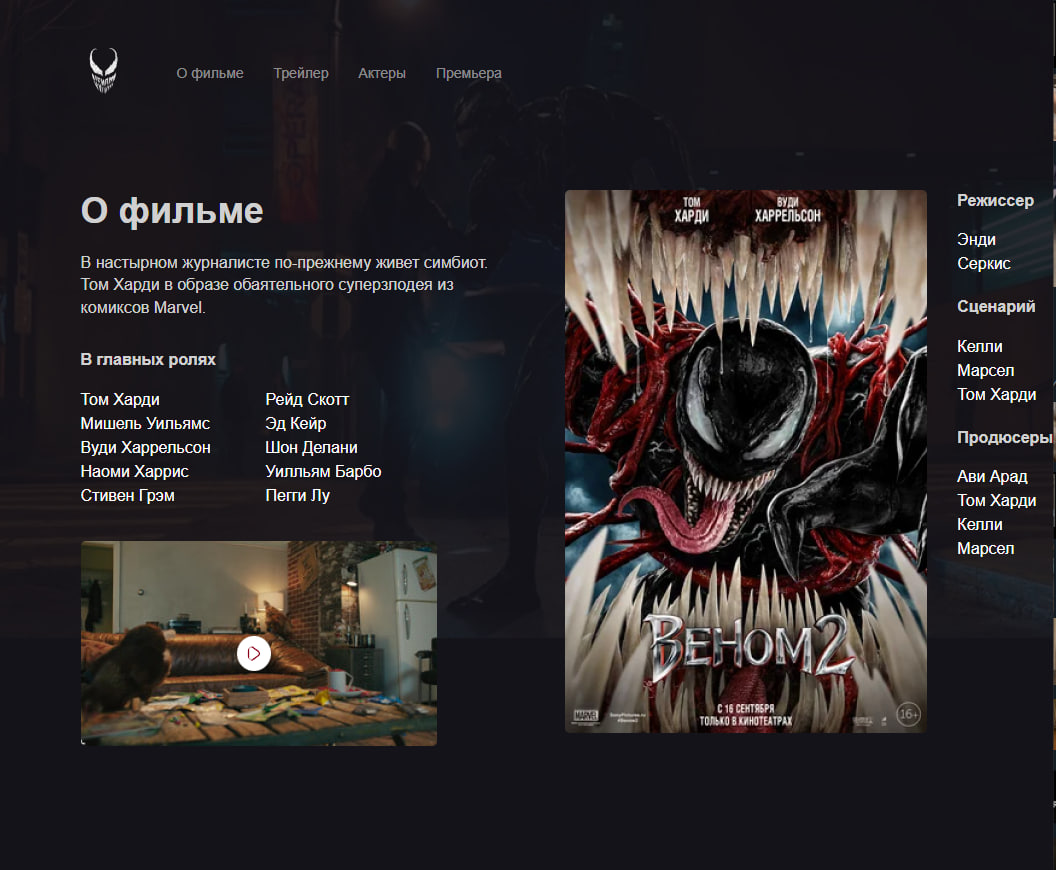 О фильме Трейлер Актеры Премьера
О фильме
В настырном журналисте по-прежнему живет симбиот.
Том Харди в образе обаятельного суперзлодея из
комиксов Marvel.
В главных ролях
Том Харди
Мишель Уильямс
Вуди Харрельсон
Наоми Харрис
Стивен Грэм
Рейд Скотт
Эд Кейр
Шон Делани
Уилльям Барбо
Пегги Лу
ТОМ
ХАРДИ
ВУДИ
ХАРРЕЛЬСОН
ВЕНОМ 2
С 16 СЕНТЯБРЯ
ТОЛЬКО В КИНОТЕАТРАХ
MARVEL
16+
Режиссер
Энди
Серкис
Сценарий
Келли
Марсел
Том Харди
Продюсеры
Ави Арад
Том Харди
Келли
Марсел